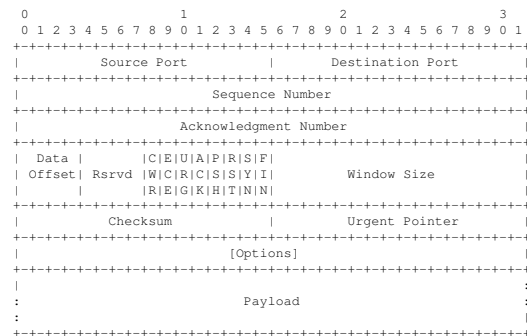 0                   1                   2                   3
0 1 2 3 4 5 6 7 8 9 0 1 2 3 4 5 6 7 8 9 0 1 2 3 4 5 6 7 8 9 0 1
+-+-+-+-+-+-+-+-+-+-+-+-+-+-+-+-+-+-+-+-+-+-+-+-+-+-+-+-+-+-+-+-+
|          Source Port          |       Destination Port        |
+-+-+-+-+-+-+-+-+-+-+-+-+-+-+-+-+-+-+-+-+-+-+-+-+-+-+-+-+-+-+-+-+
|                        Sequence Number                        |
+-+-+-+-+-+-+-+-+-+-+-+-+-+-+-+-+-+-+-+-+-+-+-+-+-+-+-+-+-+-+-+-+
|                    Acknowledgment Number                      |
+-+-+-+-+-+-+-+-+-+-+-+-+-+-+-+-+-+-+-+-+-+-+-+-+-+-+-+-+-+-+-+-+
|  Data |       |C|E|U|A|P|R|S|F|                               |
| Offset| Rsrvd |W|C|R|C|S|S|Y|I|         Window Size           |
|       |       |R|E|G|K|H|T|N|N|                               |
+-+-+-+-+-+-+-+-+-+-+-+-+-+-+-+-+-+-+-+-+-+-+-+-+-+-+-+-+-+-+-+-+
|           Checksum            |         Urgent Pointer        |
+-+-+-+-+-+-+-+-+-+-+-+-+-+-+-+-+-+-+-+-+-+-+-+-+-+-+-+-+-+-+-+-+
|                          [Options]                            |
+-+-+-+-+-+-+-+-+-+-+-+-+-+-+-+-+-+-+-+-+-+-+-+-+-+-+-+-+-+-+-+-+
|                                                               :
:                            Payload                            :
:                                                               |
+-+-+-+-+-+-+-+-+-+-+-+-+-+-+-+-+-+-+-+-+-+-+-+-+-+-+-+-+-+-+-+-+